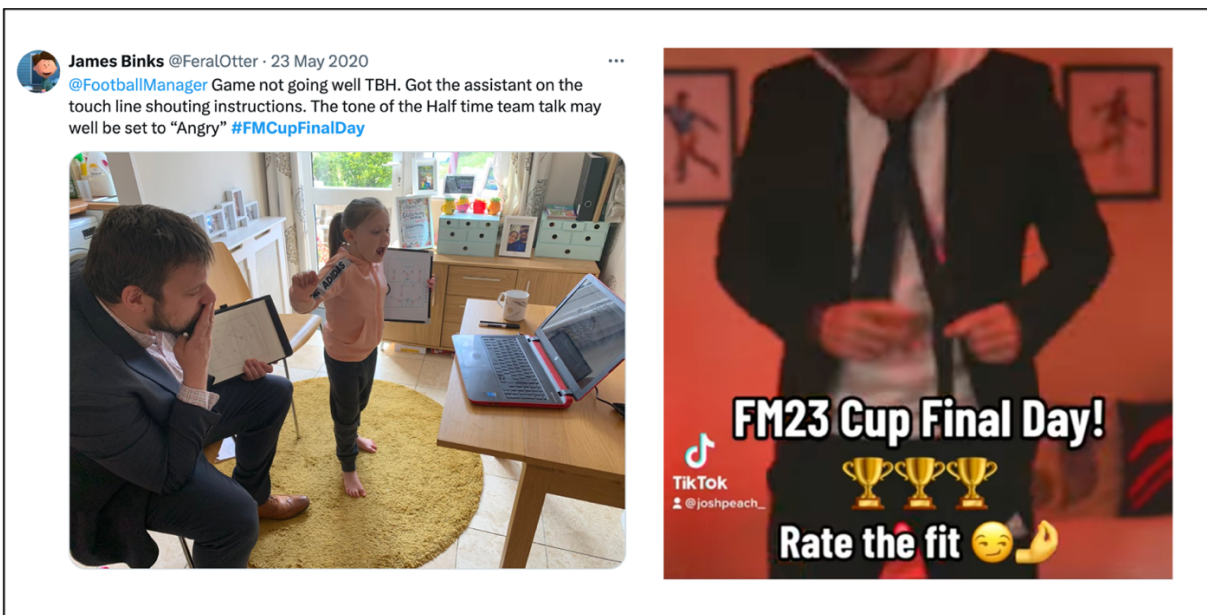 James Binks @FeralOtter · 23 May 2020
@FootballManager Game not going well TBH. Got the assistant on the
touch line shouting instructions. The tone of the Half time team talk may
well be set to “Angry” #FMCupFinalDay
ADIDAS
FM23 Cup Final Day!
🏆🏆🏆
Rate the fit 😏🤌
TikTok
@joshpeach_